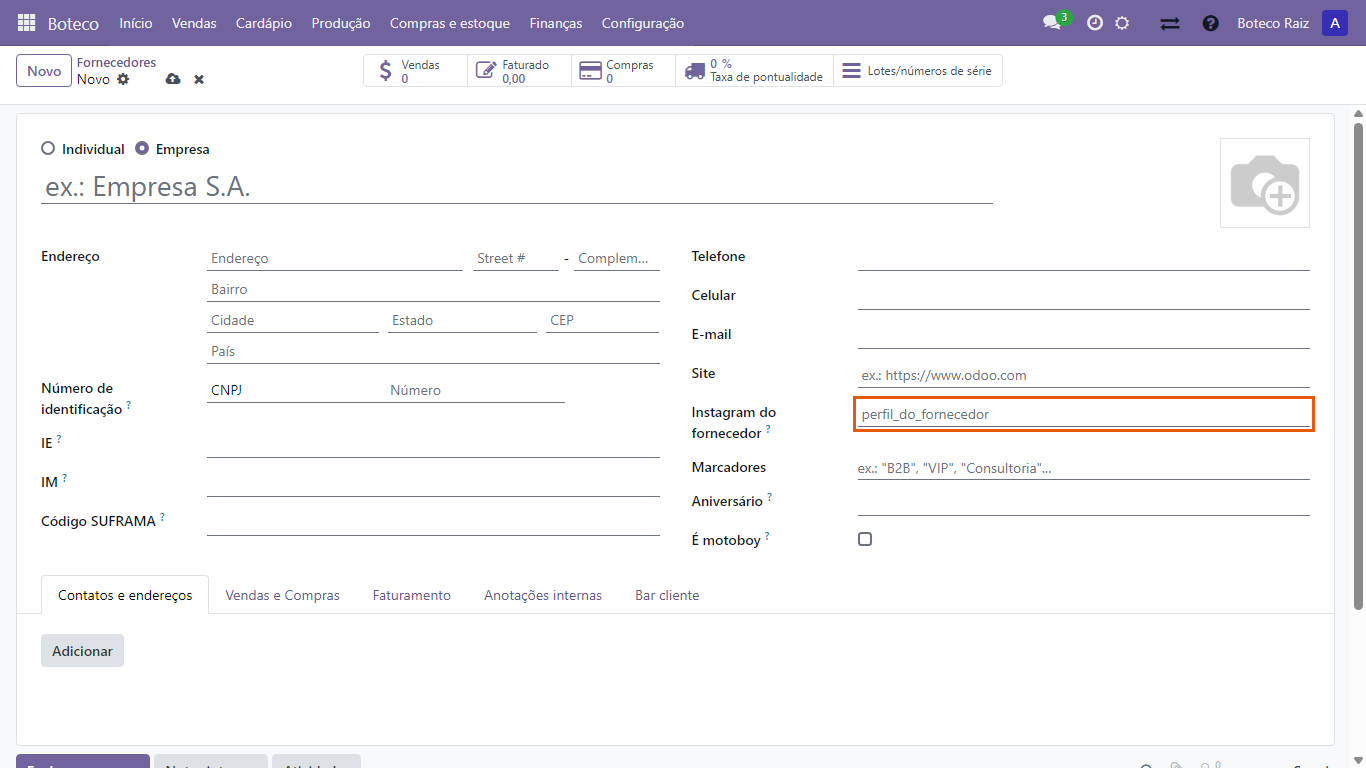 Boteco Início Vendas Cardápio Produção Compras e estoque Finanças Configuração 3 Boteco Raiz A
Novo
Fornecedores
Novo
Vendas
0
Faturado
0,00
Compras
0
0 %
Taxa de pontualidade
Lotes/números de série
Individual Empresa
ex.: Empresa S.A.
Endereço
Endereço Street # - Complem...
Bairro
Cidade Estado CEP
País
Número de
identificação ?
CNPJ Número
IE ?
IM ?
Código SUFRAMA ?
Telefone
Celular
E-mail
Site ex.: https://www.odoo.com
Instagram do
fornecedor ?
perfil_do_fornecedor
Marcadores ex.: "B2B", "VIP", "Consultoria"...
Aniversário ?
É motoboy ?
Contatos e endereços Vendas e Compras Faturamento Anotações internas Bar cliente
Adicionar